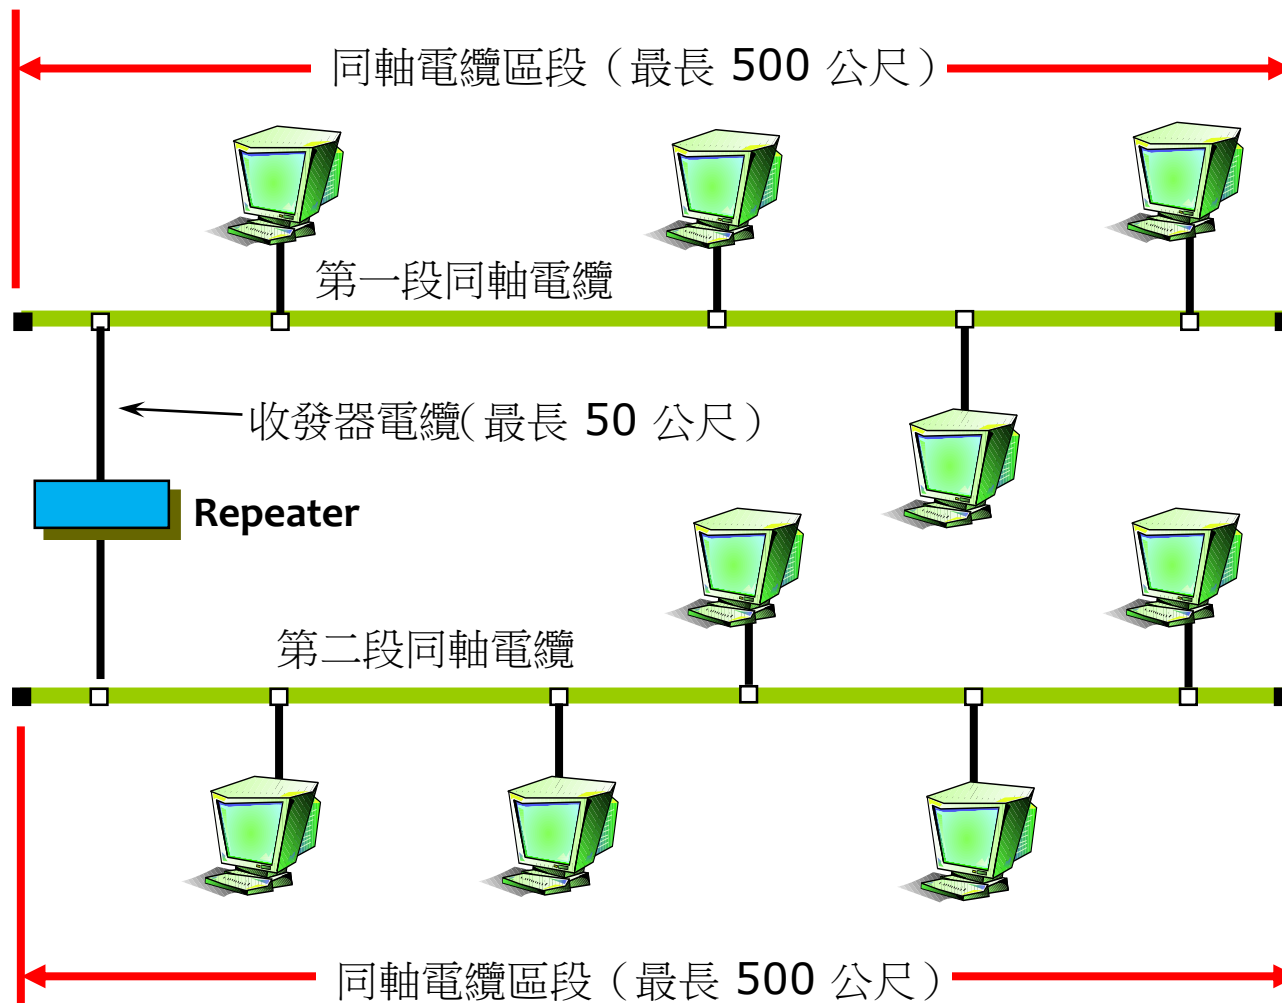 同軸電纜區段（最長 500 公尺）
第一段同軸電纜
收發器電纜(最長 50 公尺）
Repeater
第二段同軸電纜
同軸電纜區段（最長 500 公尺）